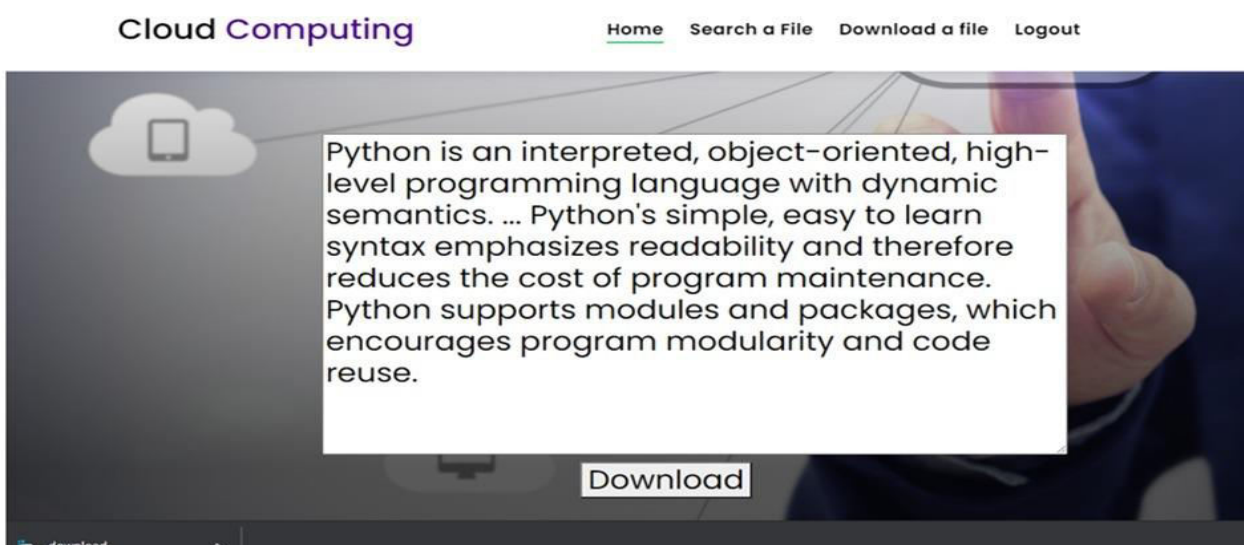 Cloud Computing
Home Search a File Download a file Logout
Python is an interpreted, object-oriented, high-
level programming language with dynamic
semantics. ... Python's simple, easy to learn
syntax emphasizes readability and therefore
reduces the cost of program maintenance.
Python supports modules and packages, which
encourages program modularity and code
reuse.
Download
download